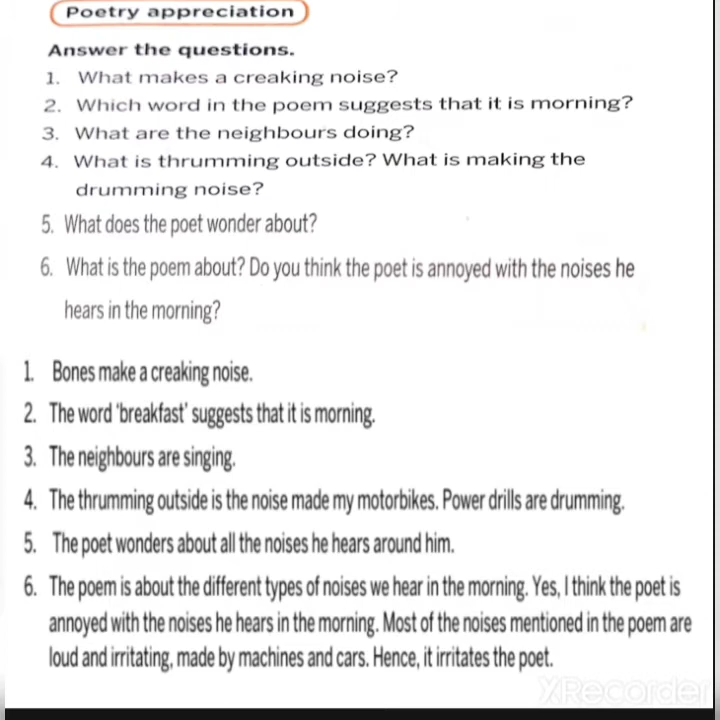 Poetry appreciation
Answer the questions.
1. What makes a creaking noise?
2. Which word in the poem suggests that it is morning?
3. What are the neighbours doing?
4. What is thrumming outside? What is making the
drumming noise?
5. What does the poet wonder about?
6. What is the poem about? Do you think the poet is annoyed with the noises he
hears in the morning?
1. Bones make a creaking noise.
2. The word 'breakfast' suggests that it is morning.
3. The neighbours are singing.
4. The thrumming outside is the noise made my motorbikes. Power drills are drumming.
5. The poet wonders about all the noises he hears around him.
6. The poem is about the different types of noises we hear in the morning. Yes, I think the poet is
annoyed with the noises he hears in the morning. Most of the noises mentioned in the poem are
loud and irritating, made by machines and cars. Hence, it irritates the poet.
XRecorder